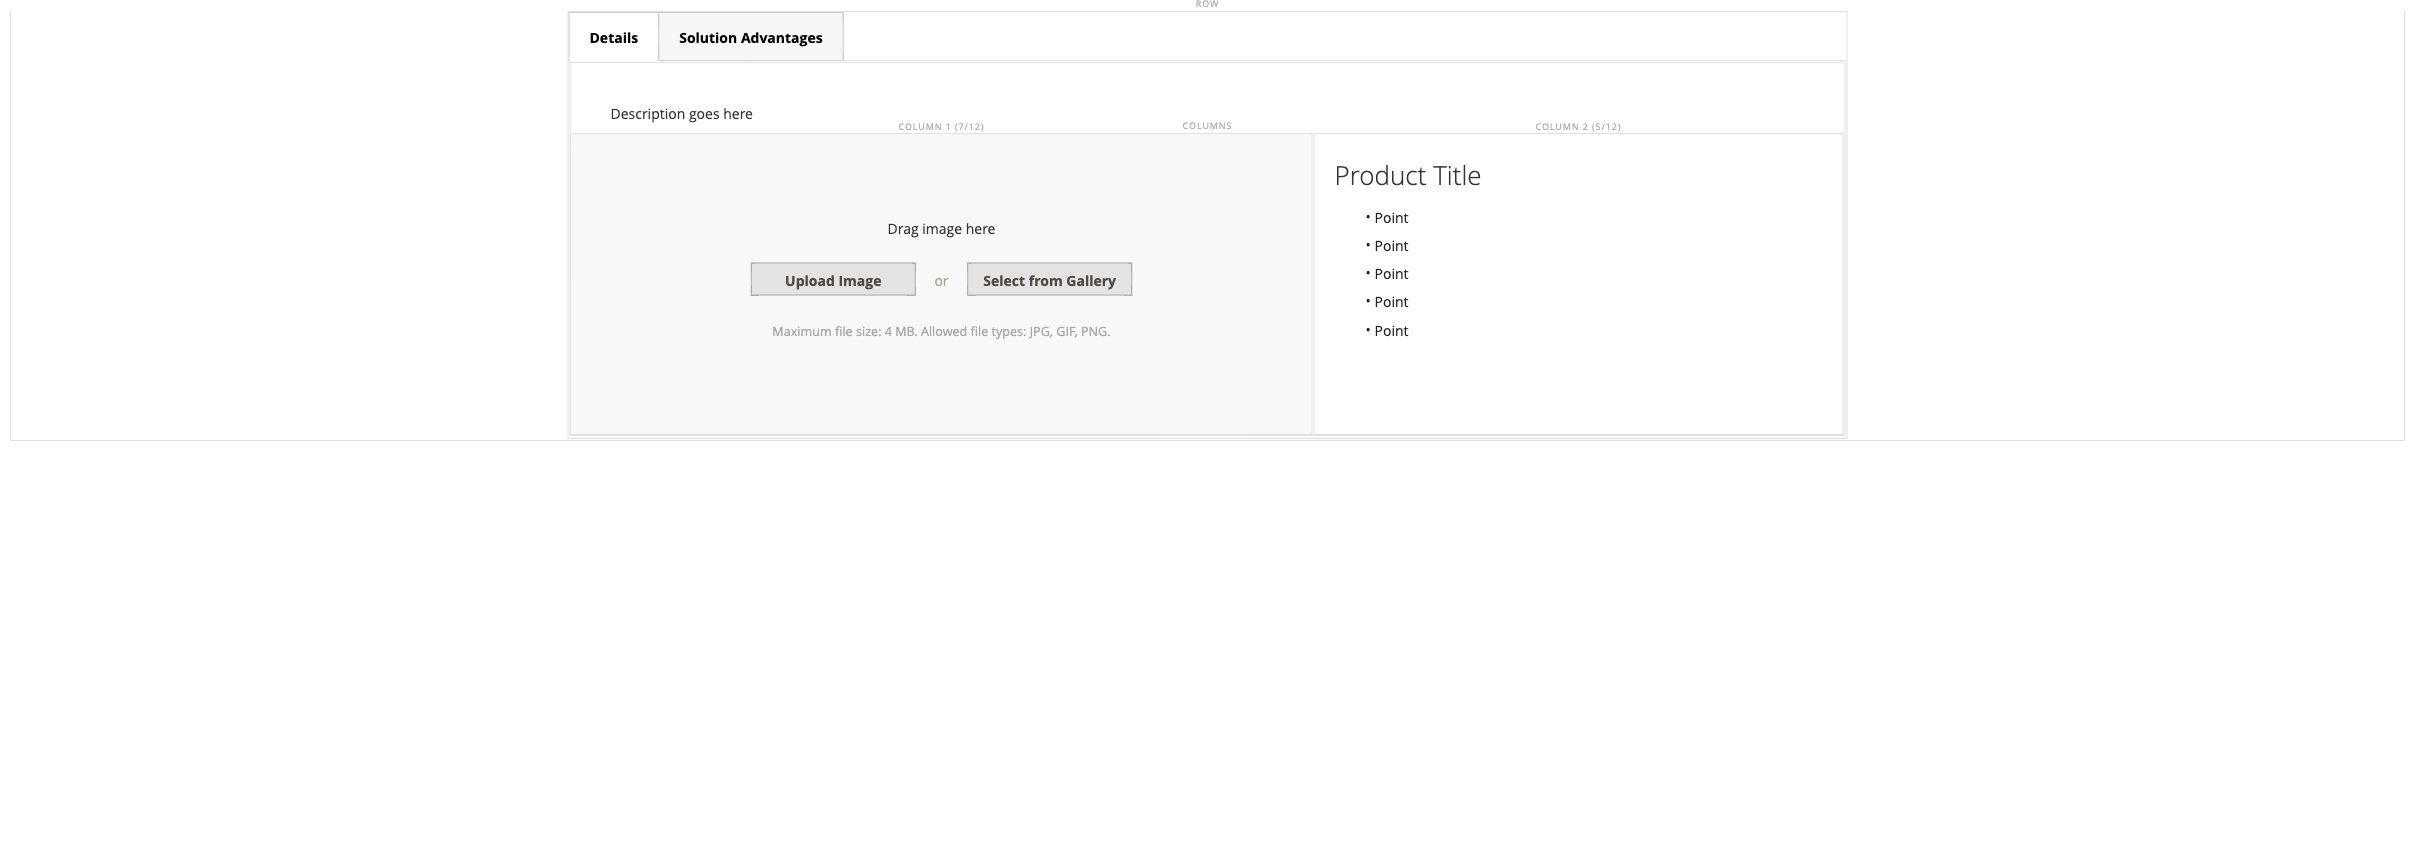 ROW
Details
Solution Advantages
Description goes here
COLUMN 1 (7/12)
COLUMNS
COLUMN 2 (5/12)
Drag image here
Upload Image or Select from Gallery
Maximum file size: 4 MB. Allowed file types: JPG, GIF, PNG.
Product Title
• Point
• Point
• Point
• Point
• Point